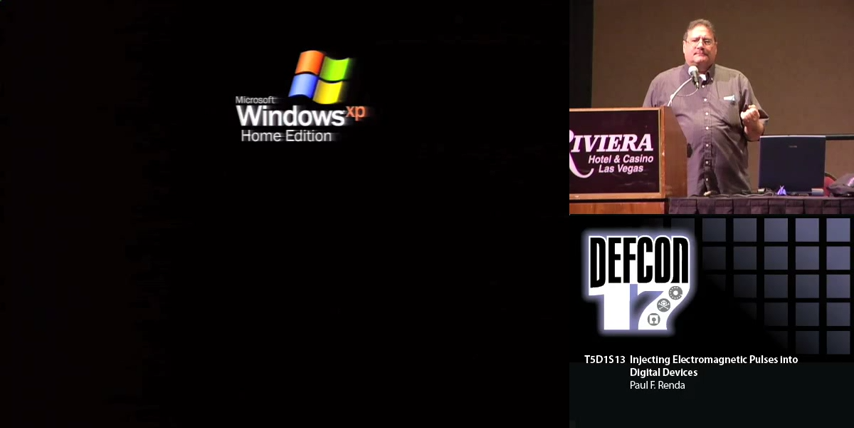 Microsoft
Windows xp
Home Edition
RIVIERA
Hotel & Casino
Las Vegas
DEFCON
17
T5D1S13 Injecting Electromagnetic Pulses into
Digital Devices
Paul F. Renda